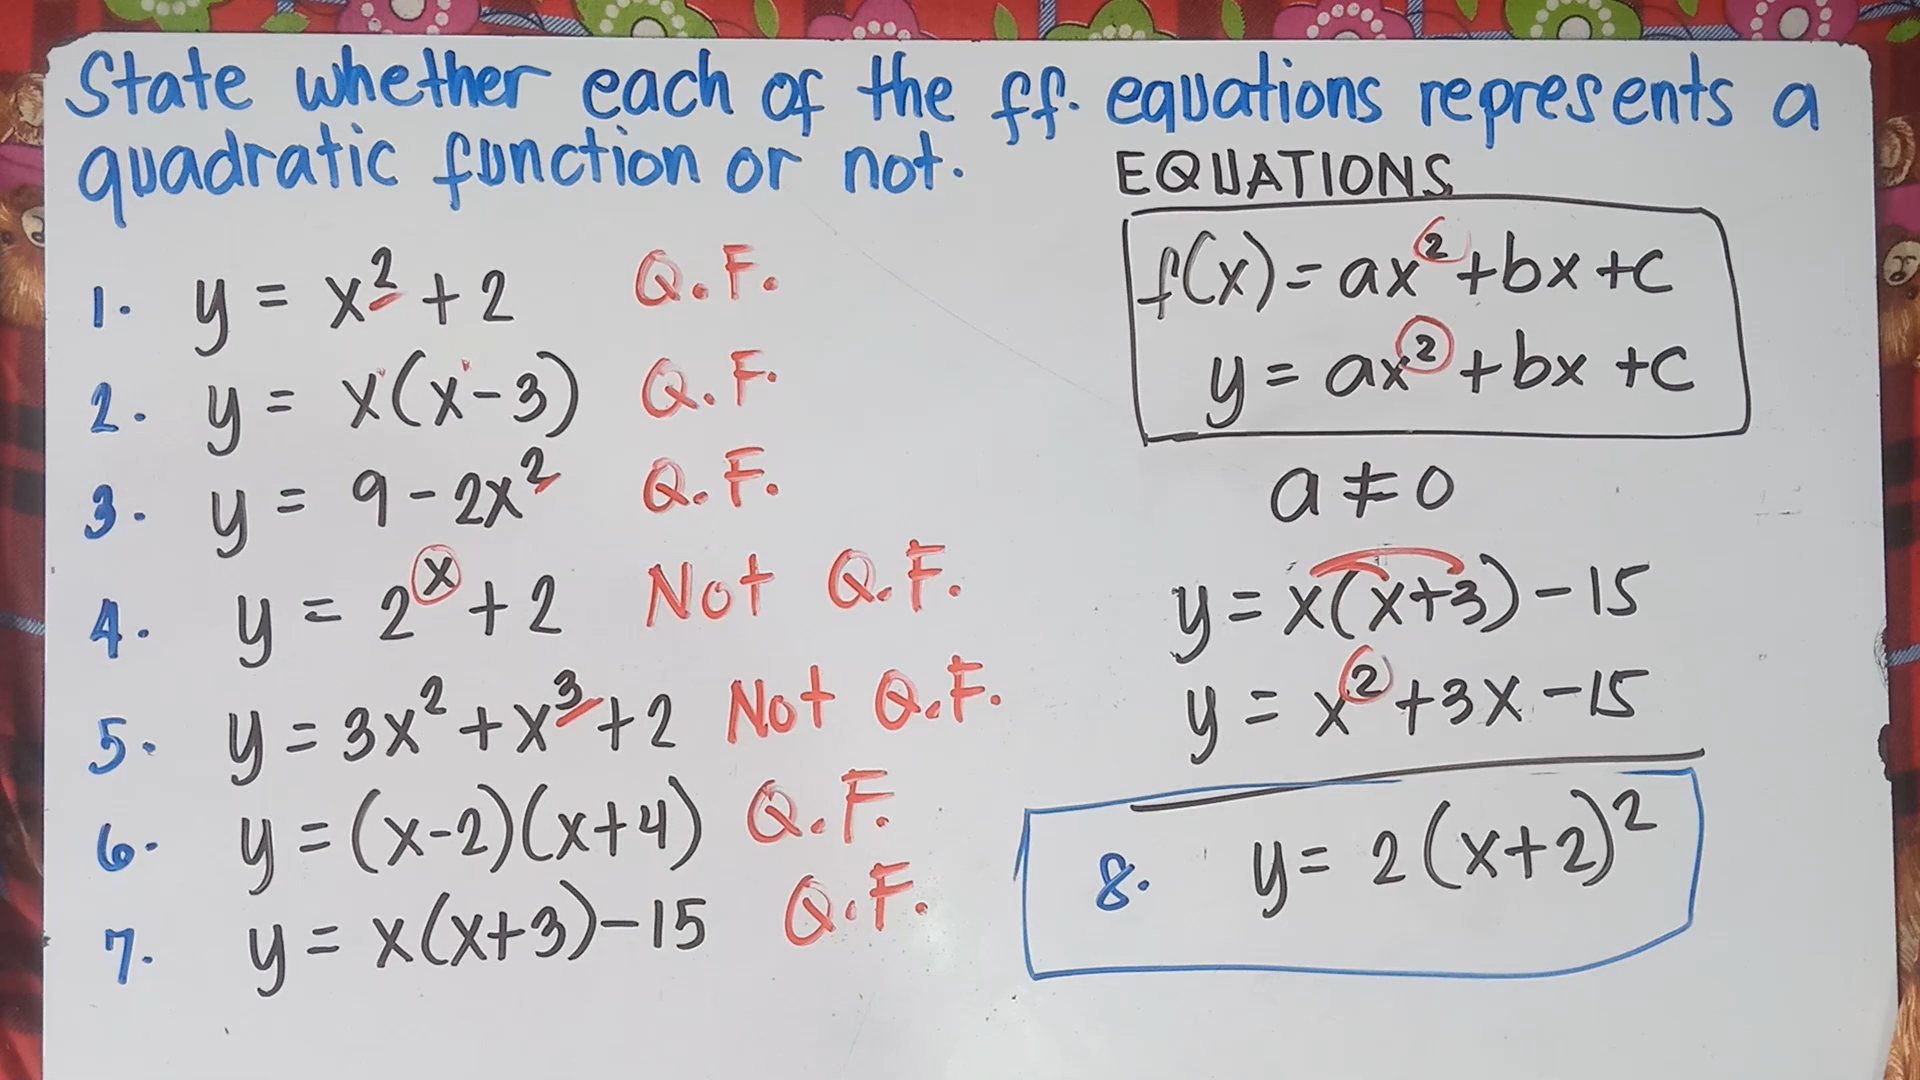 State whether each of the ff. equations represents a
quadratic function or not.
1. y = x² + 2 Q.F.
2. y = x(x-3) Q.F.
3. y = 9 - 2x² Q.F.
4. y = 2ˣ + 2 Not Q.F.
5. y = 3x² + x³ + 2 Not Q.F.
6. y = (x-2)(x+4) Q.F.
7. y = x(x+3) - 15 Q.F.
EQUATIONS
f(x) = ax² + bx + c
y = ax² + bx + c
a ≠ 0
y = x(x+3) - 15
y = x² + 3x - 15
8. y = 2(x+2)²